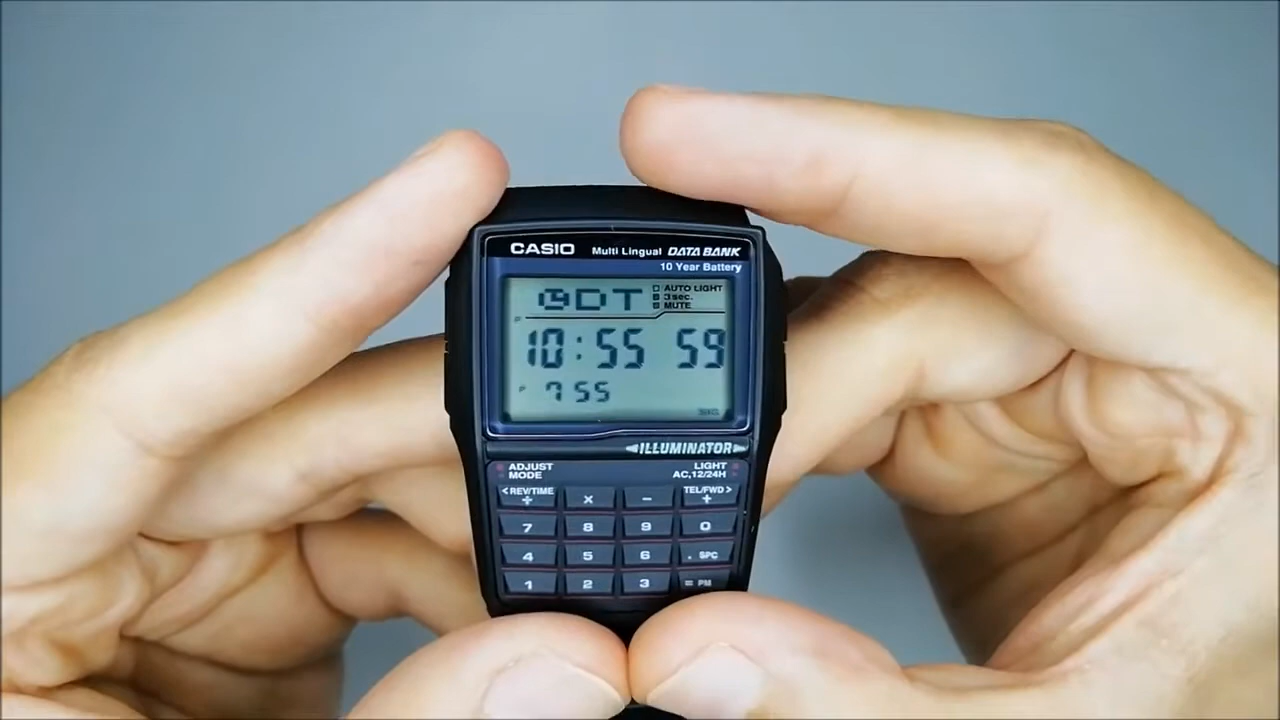 CASIO Multi Lingual DATA BANK
10 Year Battery
DT AUTO LIGHT
3sec.
MUTE
P
10:55 59
P 7 55
ILLUMINATOR
ADJUST LIGHT
MODE AC,12/24H
< REV/TIME × − TEL/FWD >
÷ +
7 8 9 0
4 5 6 . SPC
1 2 3 = PM